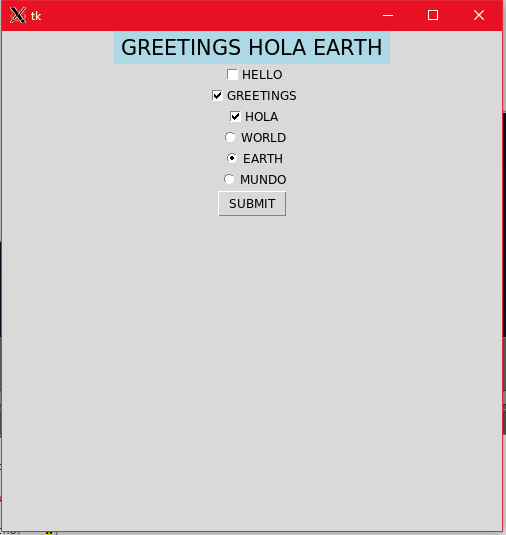 tk
GREETINGS HOLA EARTH
HELLO
GREETINGS
HOLA
WORLD
EARTH
MUNDO
SUBMIT